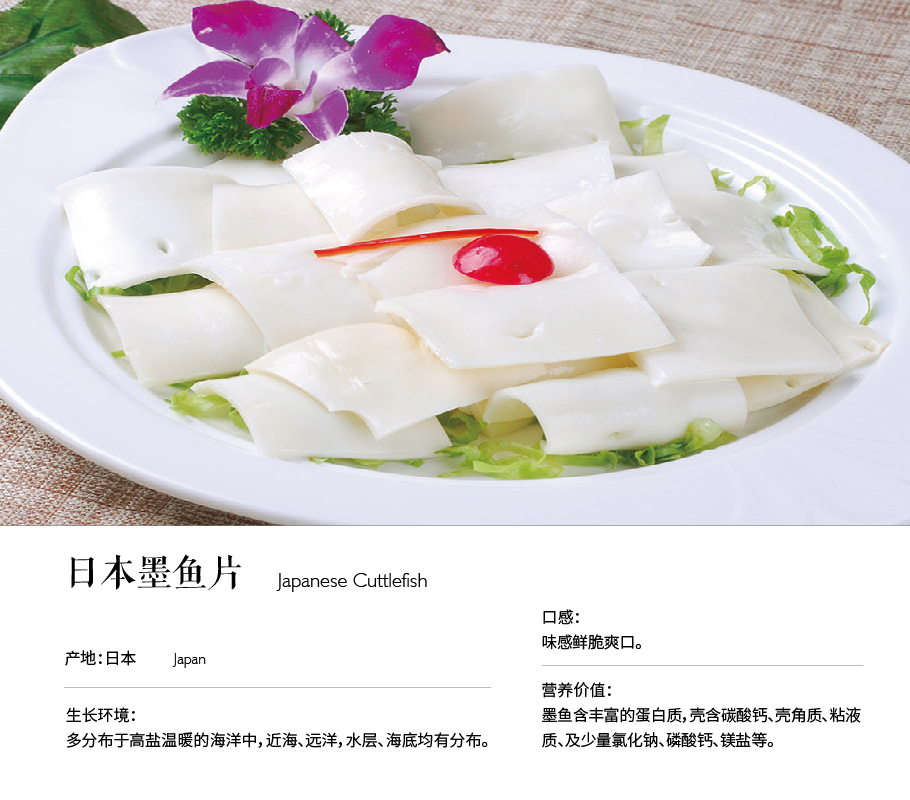 日本墨鱼片 Japanese Cuttlefish
产地：日本 Japan
生长环境：
多分布于高盐温暖的海洋中，近海、远洋，水层、海底均有分布。
口感：
味感鲜脆爽口。
营养价值：
墨鱼含丰富的蛋白质，壳含碳酸钙、壳角质、粘液
质、及少量氯化钠、磷酸钙、镁盐等。